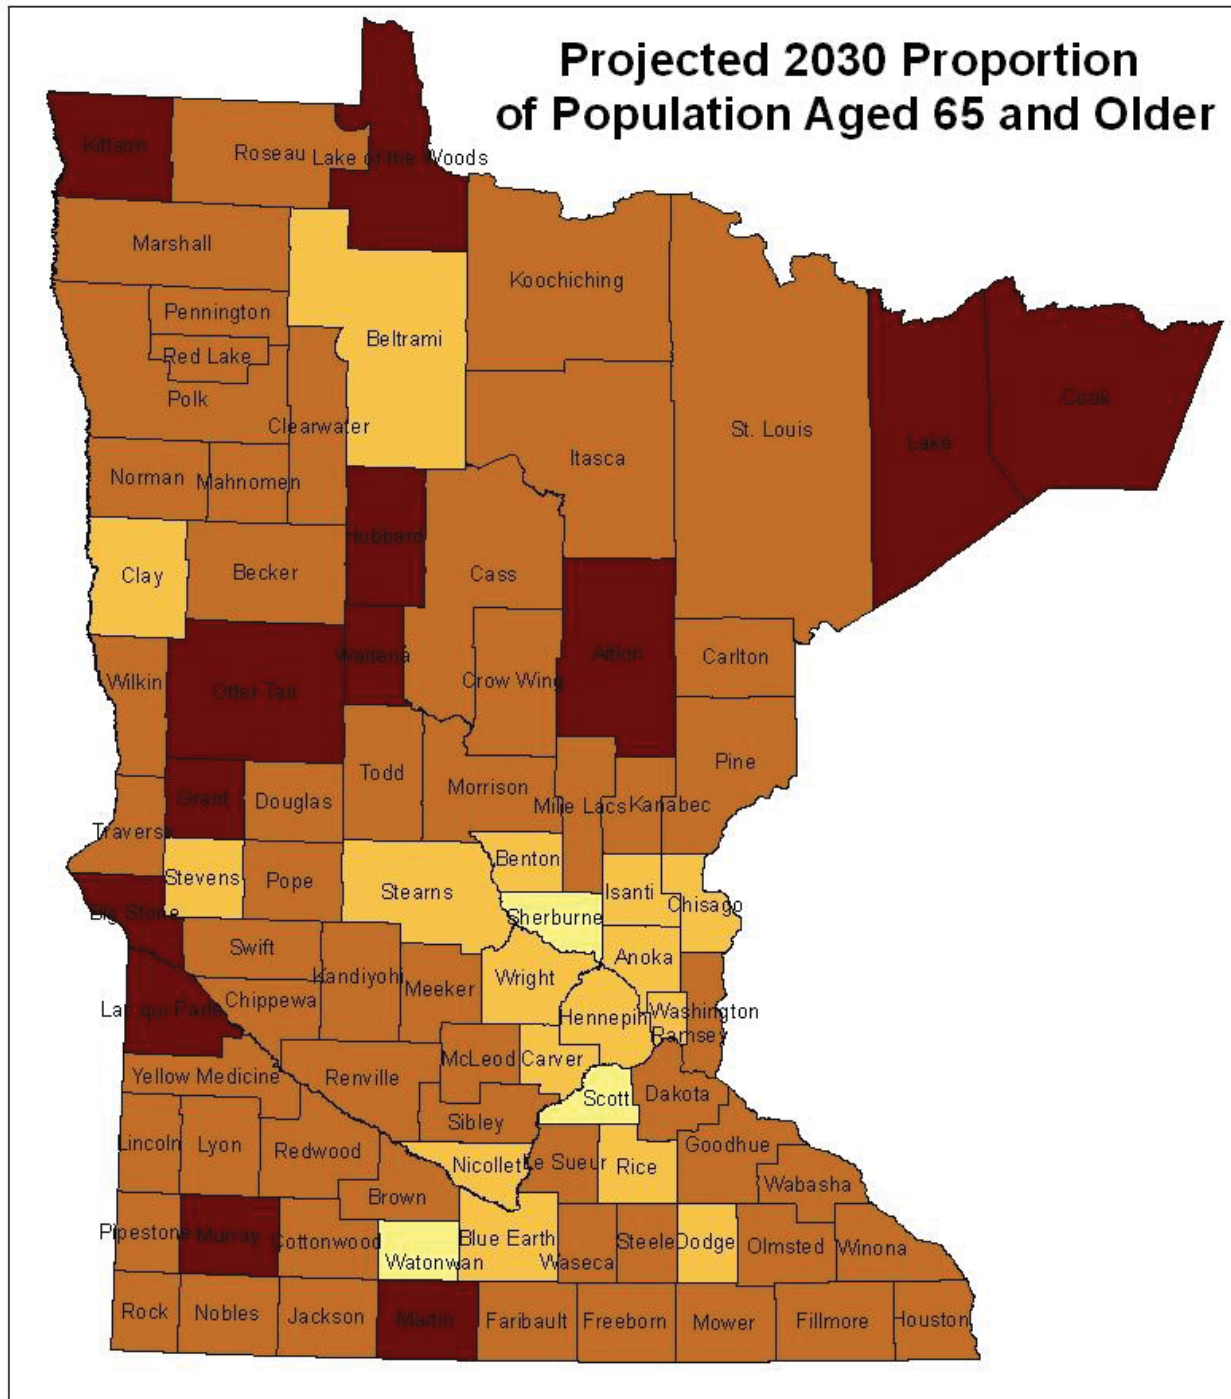 Projected 2030 Proportion
of Population Aged 65 and Older
Kittson
Roseau
Lake of the Woods
Marshall
Koochiching
Pennington
Beltrami
Red Lake
Polk
Clearwater
St. Louis
Lake
Cook
Itasca
Norman
Mahnomen
Hubbard
Clay
Becker
Cass
Wadena
Aitkin
Carlton
Wilkin
Otter Tail
Crow Wing
Pine
Todd
Morrison
Grant
Douglas
Mille Lacs
Kanabec
Traverse
Benton
Stevens
Pope
Stearns
Isanti
Chisago
Big Stone
Sherburne
Swift
Anoka
Kandiyohi
Meeker
Wright
Lac qui Parle
Chippewa
Hennepin
Washington
Ramsey
McLeod
Carver
Yellow Medicine
Renville
Scott
Dakota
Sibley
Lincoln
Lyon
Redwood
Goodhue
Nicollet
Le Sueur
Rice
Wabasha
Brown
Pipestone
Murray
Cottonwood
Blue Earth
Steele
Dodge
Olmsted
Winona
Watonwan
Waseca
Rock
Nobles
Jackson
Martin
Faribault
Freeborn
Mower
Fillmore
Houston